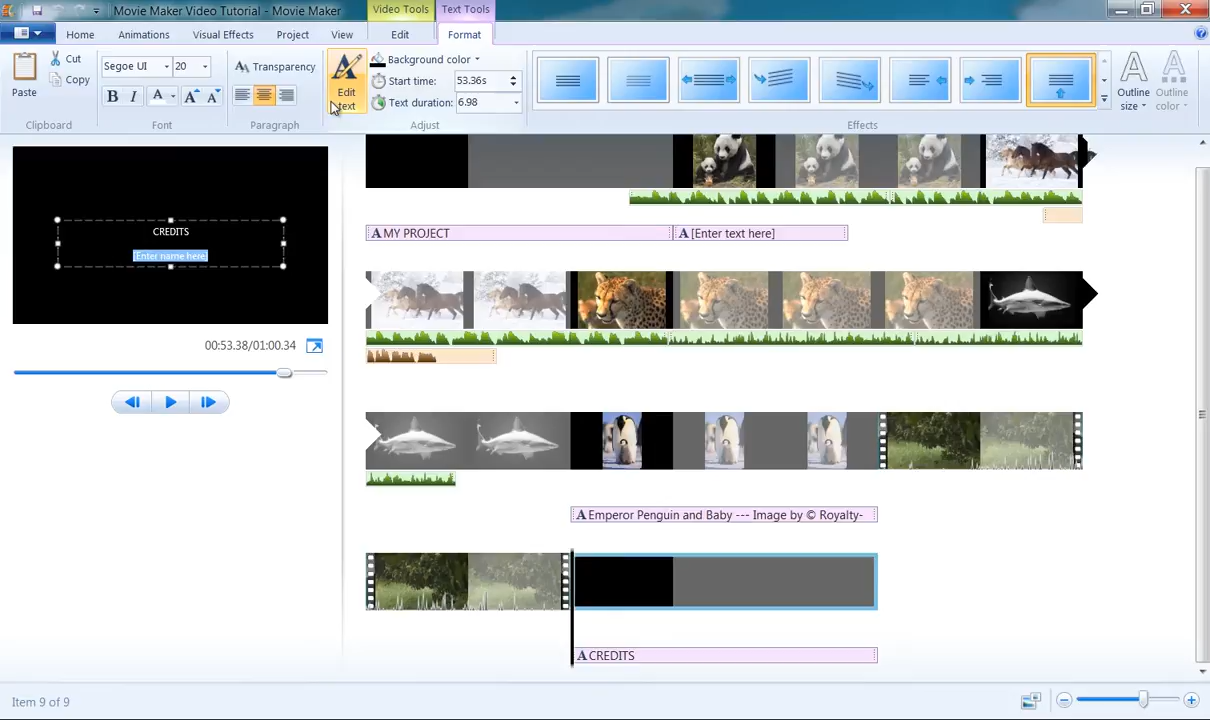 Movie Maker Video Tutorial - Movie Maker
Video Tools
Text Tools
Home
Animations
Visual Effects
Project
View
Edit
Format
Paste
Cut
Copy
Clipboard
Segoe UI
20
B
I
A
A
A
Font
Transparency
Paragraph
Edit
text
Background color
Start time:
53.36s
Text duration:
6.98
Adjust
Effects
Outline
size
Outline
color
CREDITS
[Enter name here]
00:53.38/01:00.34
A MY PROJECT
A [Enter text here]
A Emperor Penguin and Baby --- Image by © Royalty-
A CREDITS
Item 9 of 9